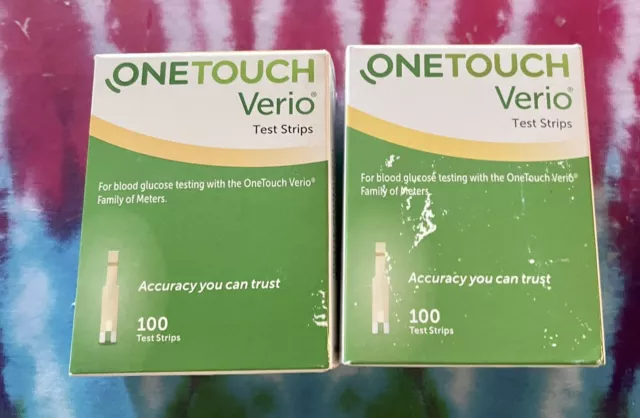 ONETOUCH
Verio®
Test Strips
For blood glucose testing with the OneTouch Verio®
Family of Meters.
Accuracy you can trust
100
Test Strips
ONETOUCH
Verio®
Test Strips
For blood glucose testing with the OneTouch Verio®
Family of Meters.
Accuracy you can trust
100
Test Strips